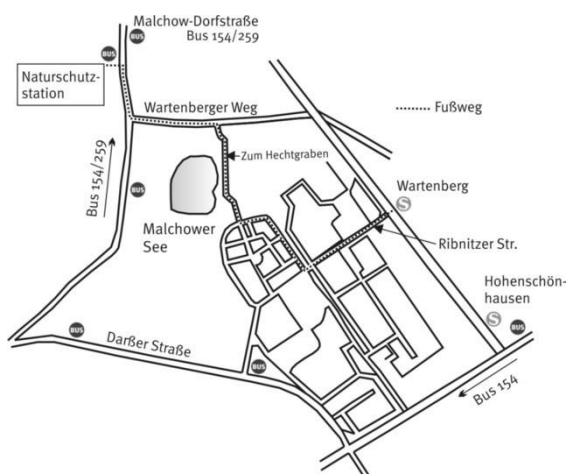 Malchow-Dorfstraße
Bus 154/259
BUS
BUS
Naturschutz-
station
Wartenberger Weg
Fußweg
Zum Hechtgraben
Bus 154/259
BUS
Wartenberg
S
Malchower
See
Ribnitzer Str.
Hohenschön-
hausen
S
BUS
BUS
Darßer Straße
BUS
Bus 154